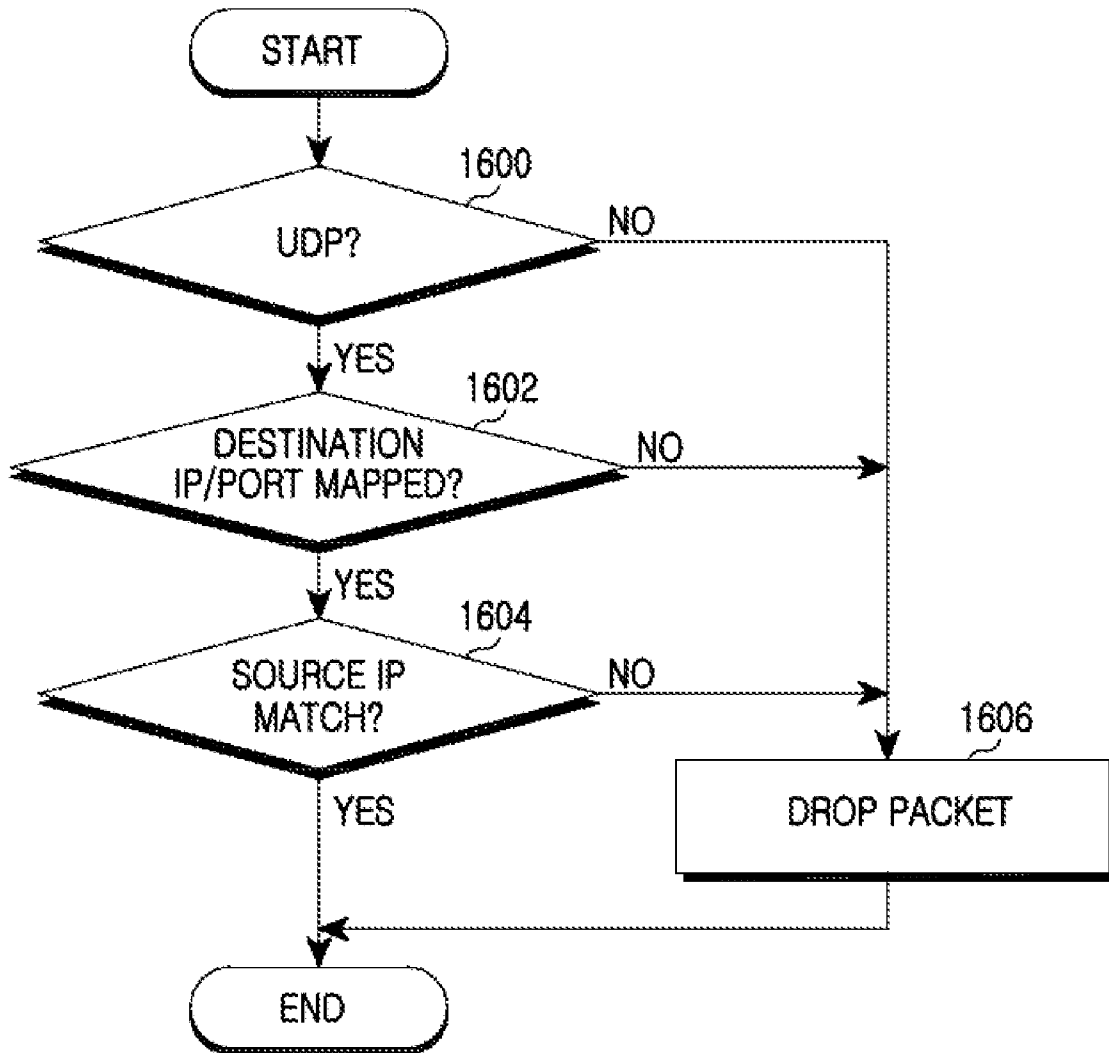 START
1600
UDP?
NO
YES
1602
DESTINATION
IP/PORT MAPPED?
NO
YES
1604
SOURCE IP
MATCH?
NO
YES
1606
DROP PACKET
END